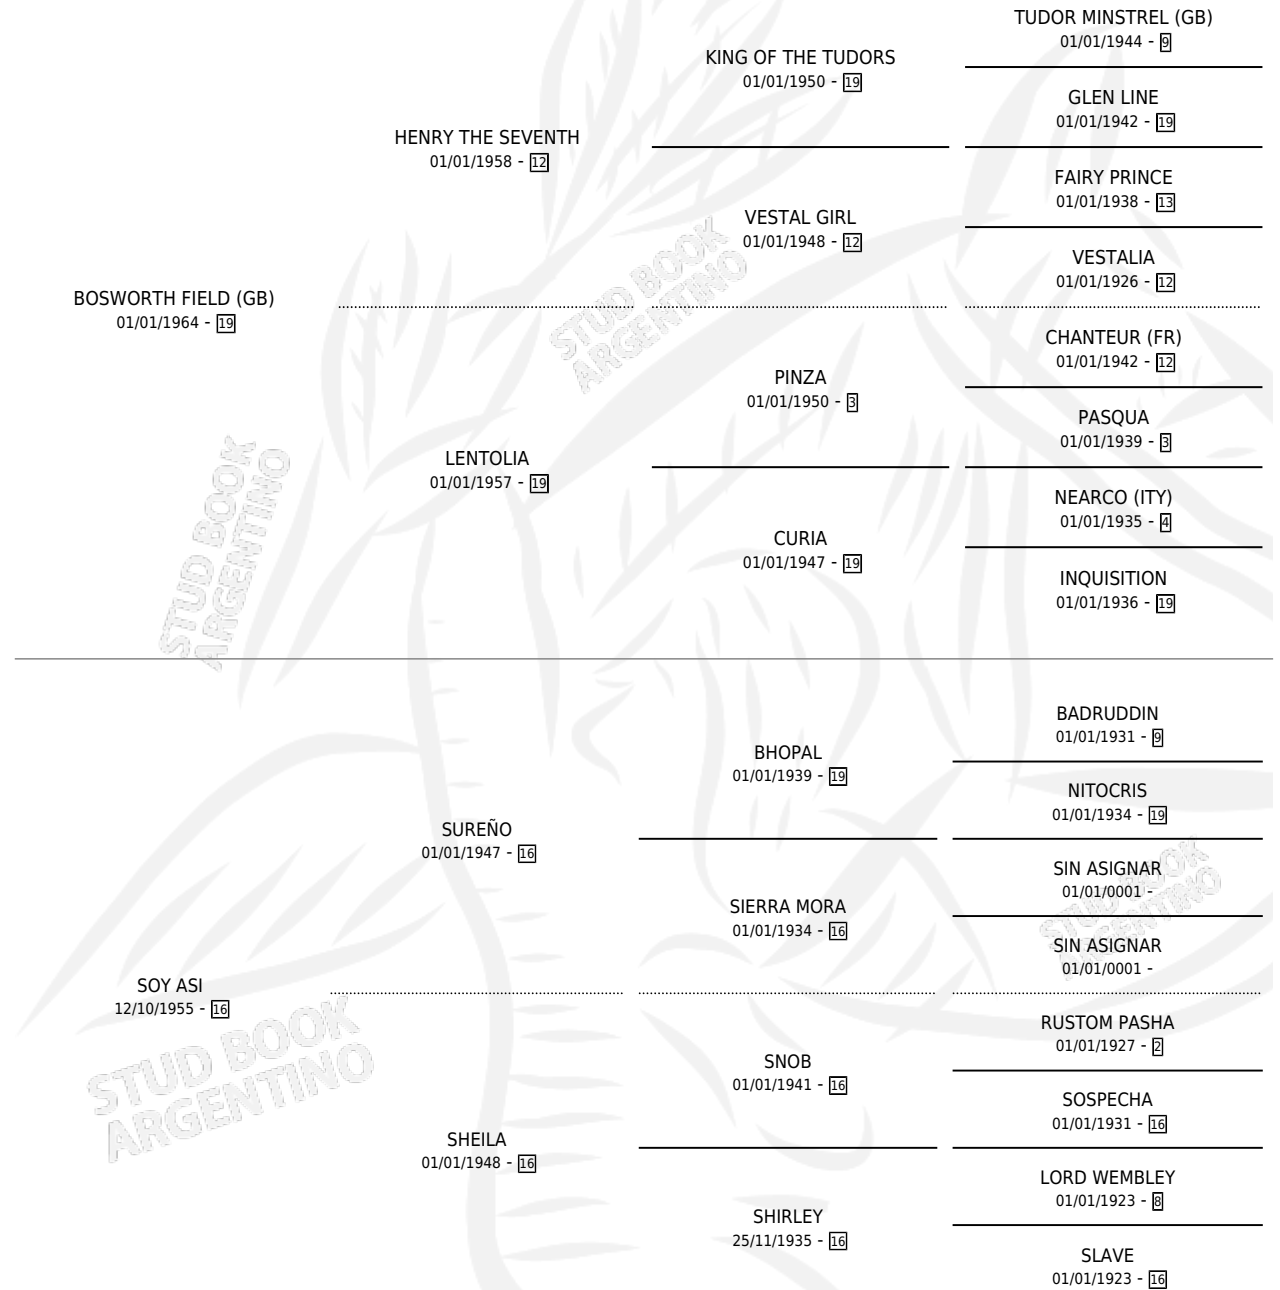 TUDOR MINSTREL (GB)
01/01/1944 - 9
KING OF THE TUDORS
01/01/1950 - 19
GLEN LINE
01/01/1942 - 19
HENRY THE SEVENTH
01/01/1958 - 12
FAIRY PRINCE
01/01/1938 - 13
VESTAL GIRL
01/01/1948 - 12
VESTALIA
01/01/1926 - 12
BOSWORTH FIELD (GB)
01/01/1964 - 19
CHANTEUR (FR)
01/01/1942 - 12
PINZA
01/01/1950 - 3
PASQUA
01/01/1939 - 3
LENTOLIA
01/01/1957 - 19
NEARCO (ITY)
01/01/1935 - 4
CURIA
01/01/1947 - 19
INQUISITION
01/01/1936 - 19
BADRUDDIN
01/01/1931 - 9
BHOPAL
01/01/1939 - 19
NITOCRIS
01/01/1934 - 19
SUREÑO
01/01/1947 - 16
SIN ASIGNAR
01/01/0001 -
SIERRA MORA
01/01/1934 - 16
SIN ASIGNAR
01/01/0001 -
SOY ASI
12/10/1955 - 16
RUSTOM PASHA
01/01/1927 - 2
SNOB
01/01/1941 - 16
SOSPECHA
01/01/1931 - 16
SHEILA
01/01/1948 - 16
LORD WEMBLEY
01/01/1923 - 8
SHIRLEY
25/11/1935 - 16
SLAVE
01/01/1923 - 16
STUD BOOK
ARGENTINO
STUD BOOK
ARGENTINO
STUD BOOK
ARGENTINO
STUD BOOK
ARGENTINO